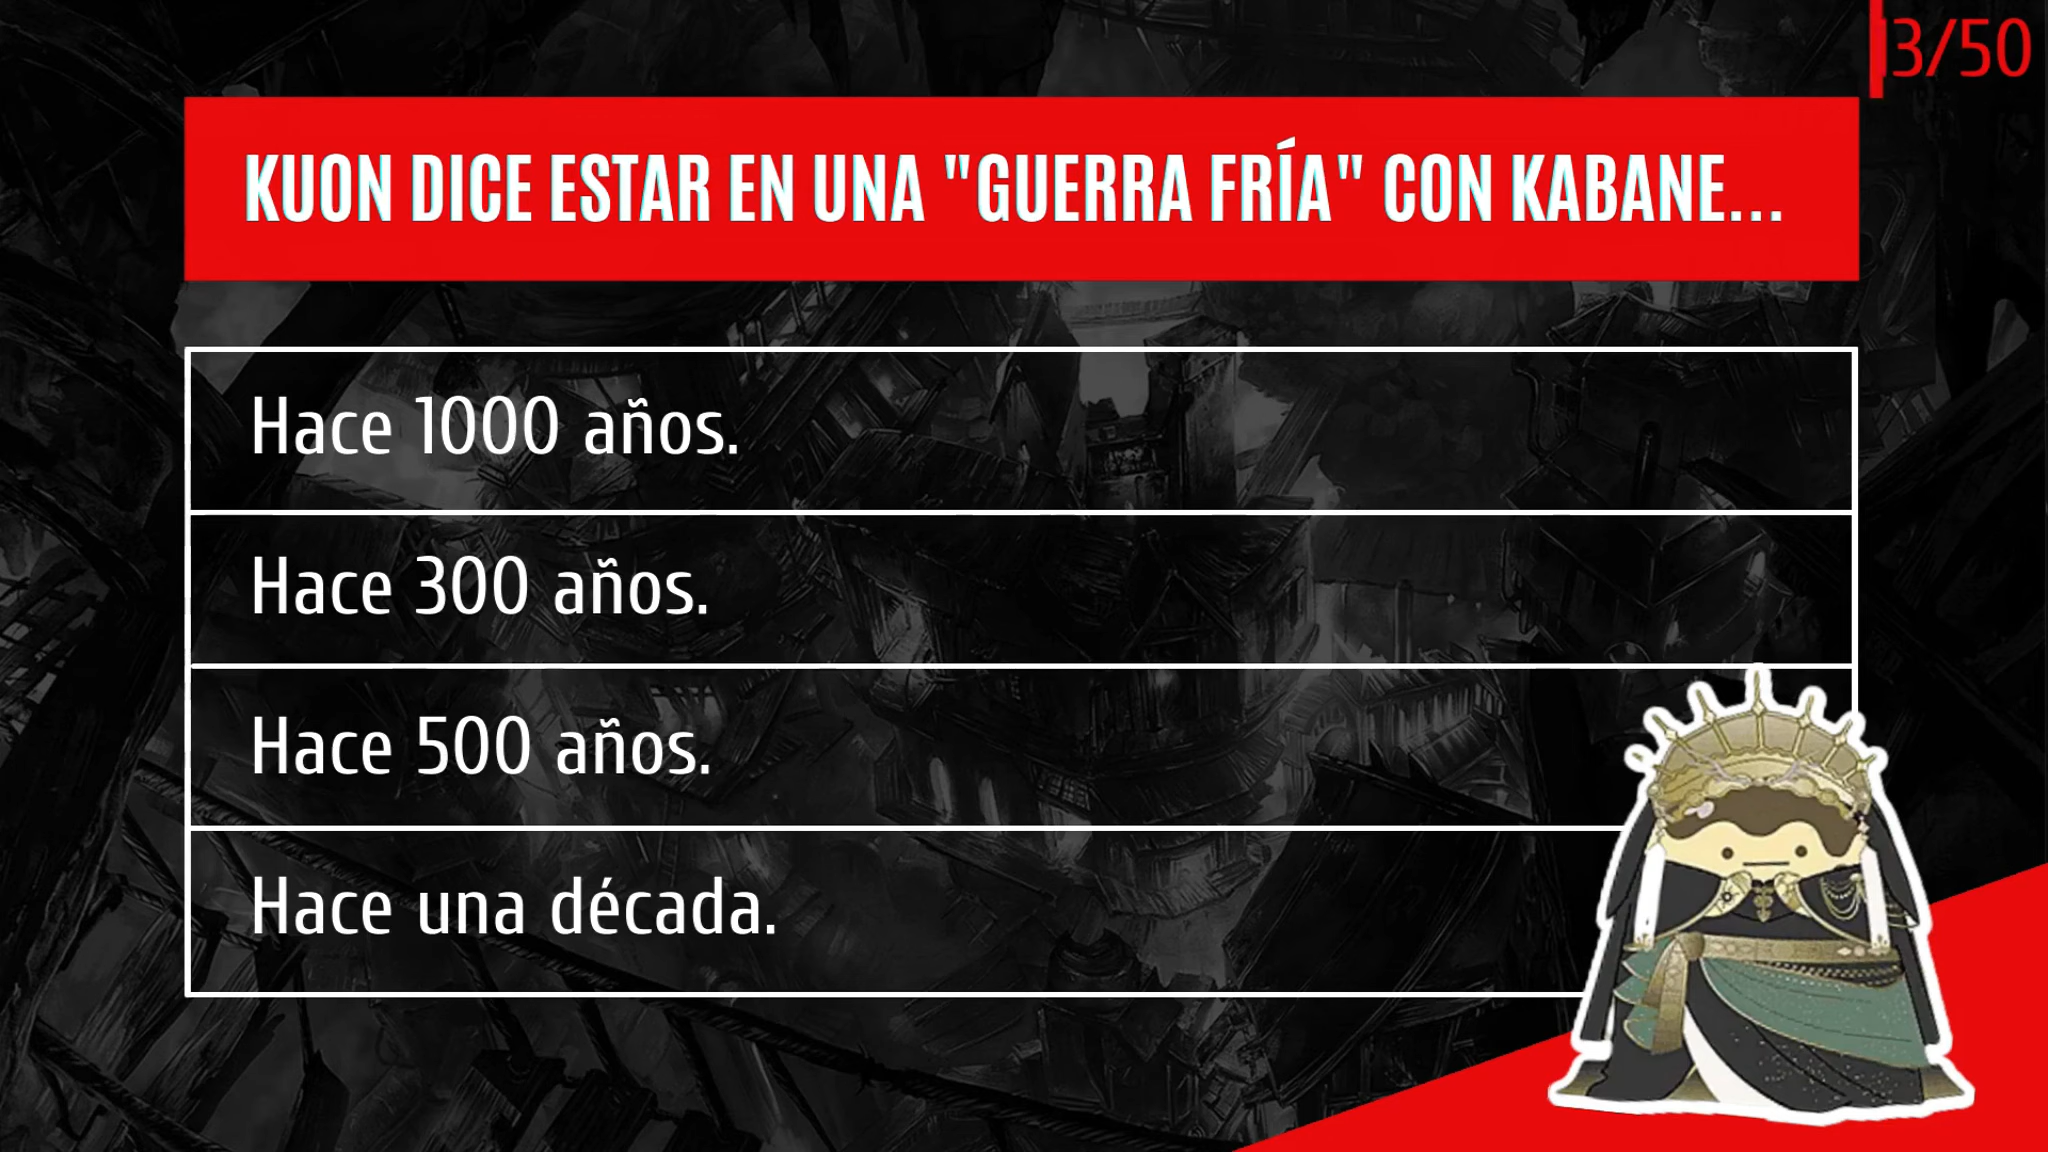 13/50
KUON DICE ESTAR EN UNA "GUERRA FRÍA" CON KABANE...
Hace 1000 años.
Hace 300 años.
Hace 500 años.
Hace una década.